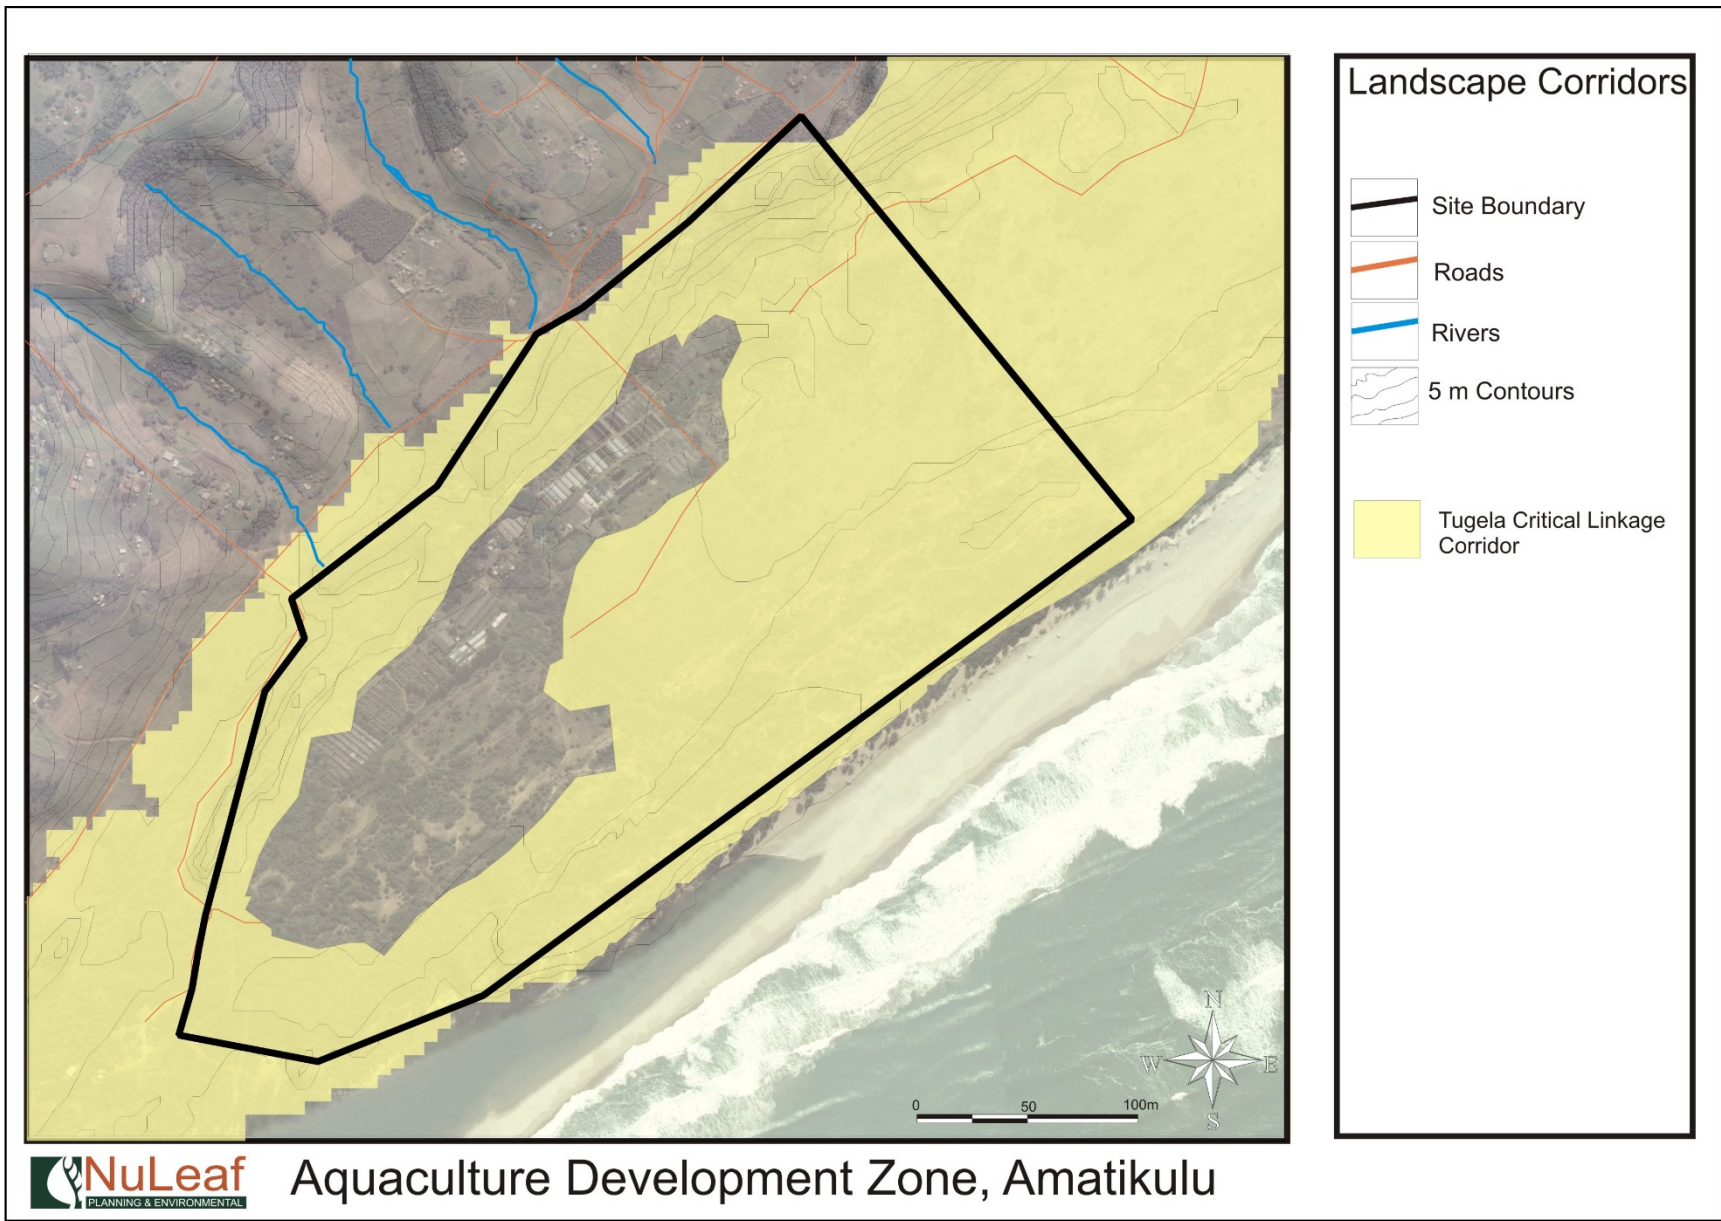 Landscape Corridors
Site Boundary
Roads
Rivers
5 m Contours
Tugela Critical Linkage
Corridor
N
W E
S
0 50 100m
NuLeaf
PLANNING & ENVIRONMENTAL
Aquaculture Development Zone, Amatikulu